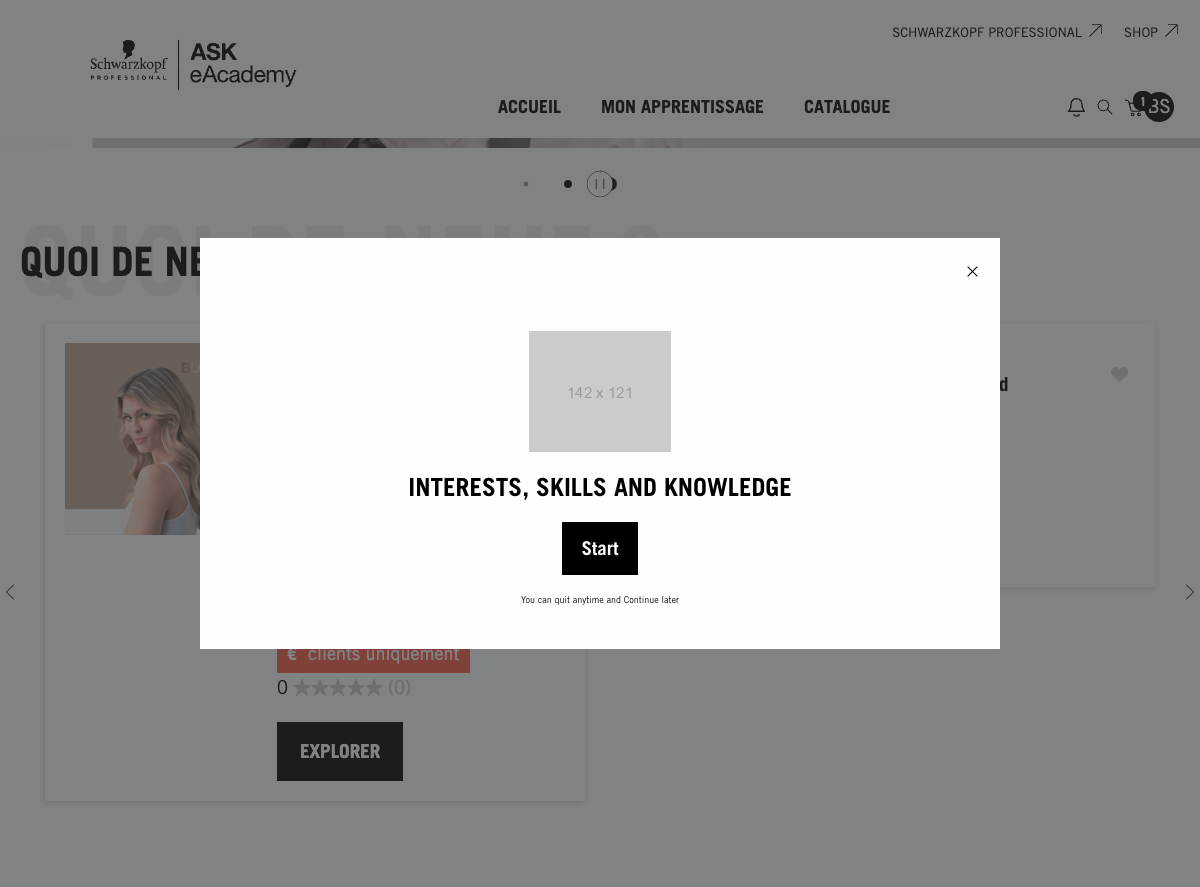 SCHWARZKOPF PROFESSIONAL
SHOP
Schwarzkopf
PROFESSIONAL
ASK
eAcademy
ACCUEIL
MON APPRENTISSAGE
CATALOGUE
1
BS
QUOI DE NE
142 x 121
INTERESTS, SKILLS AND KNOWLEDGE
Start
You can quit anytime and Continue later
€ clients uniquement
0 ★★★★★ (0)
EXPLORER